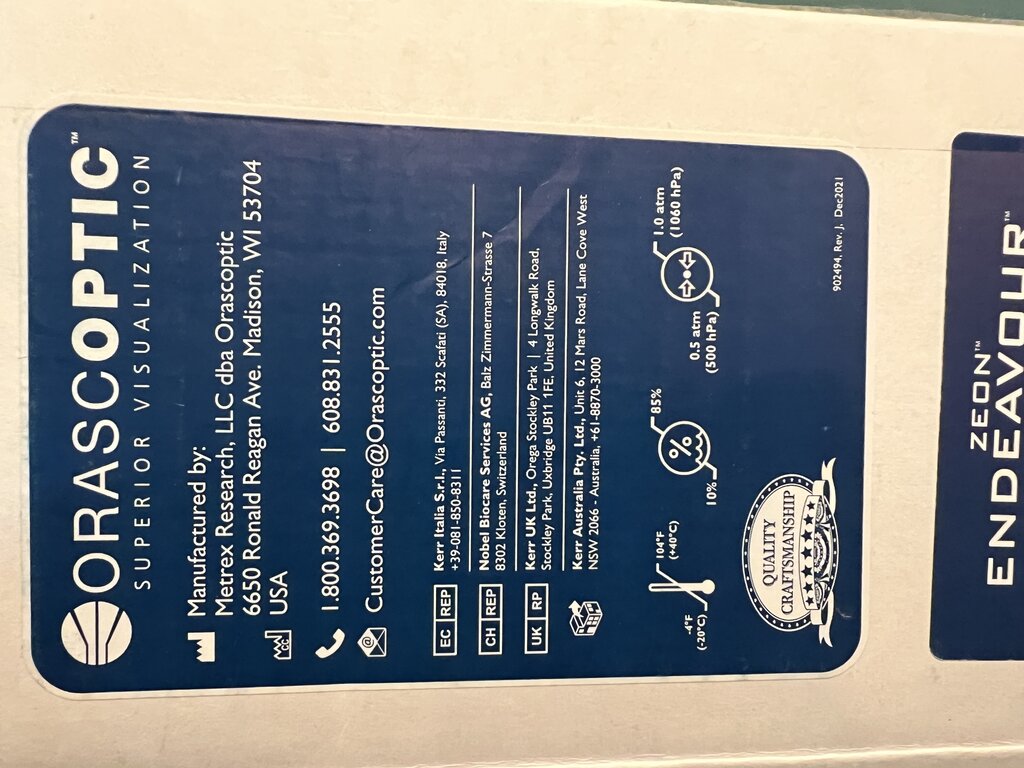 ORASCOPTIC™
SUPERIOR VISUALIZATION
Manufactured by:
Metrex Research, LLC dba Orascoptic
6650 Ronald Reagan Ave. Madison, WI 53704
CC USA
1.800.369.3698 | 608.831.2555
@ CustomerCare@Orascoptic.com
EC REP Kerr Italia S.r.l., Via Passanti, 332 Scafati (SA), 84018, Italy
+39-081-850-8311
CH REP Nobel Biocare Services AG, Balz Zimmermann-Strasse 7
8302 Kloten, Switzerland
UK RP Kerr UK Ltd., Orega Stockley Park | 4 Longwalk Road,
Stockley Park, Uxbridge UB11 1FE, United Kingdom
Kerr Australia Pty. Ltd., Unit 6, 12 Mars Road, Lane Cove West
NSW 2066 - Australia, +61-8870-3000
-4°F
(-20°C)
104°F
(+40°C)
10%
%
85%
0.5 atm
(500 hPa)
1.0 atm
(1060 hPa)
QUALITY
CRAFTSMANSHIP
902494, Rev. J, Dec2021
ZEON™
ENDEAVOUR™